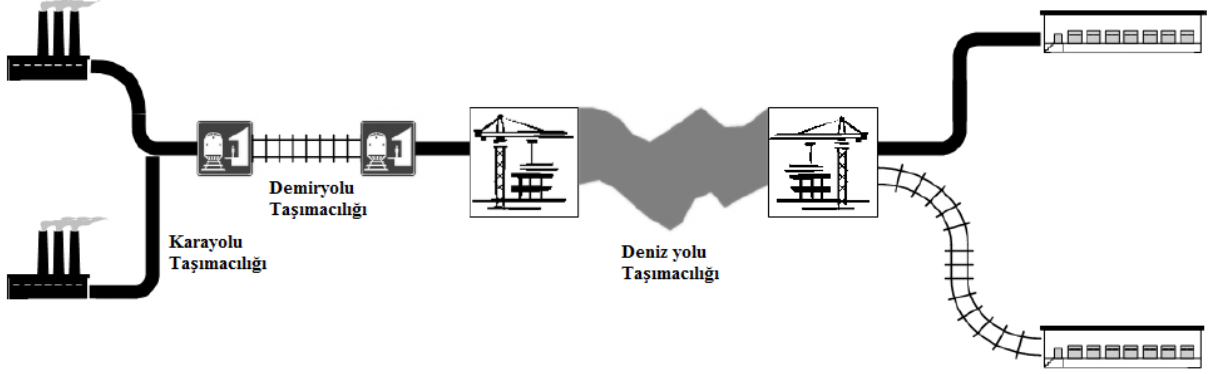 Demiryolu
Taşımacılığı
Karayolu
Taşımacılığı
Deniz yolu
Taşımacılığı